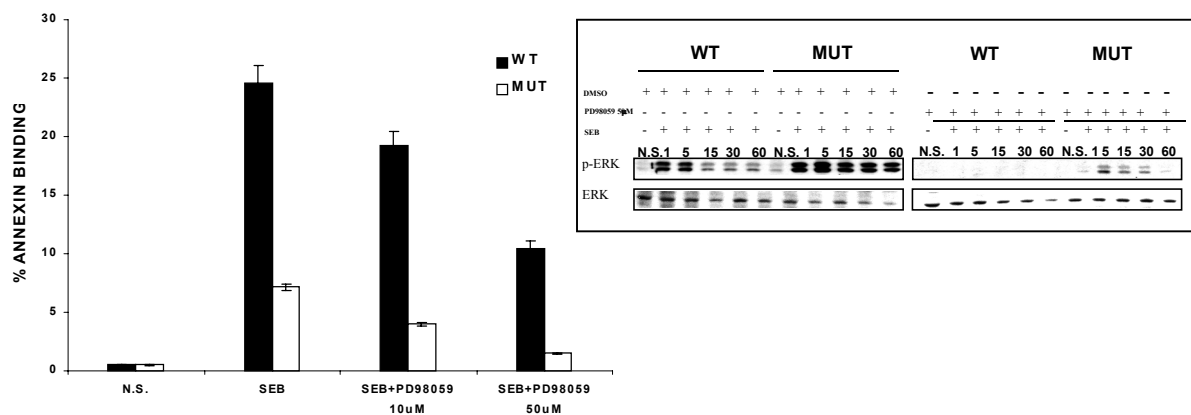 % ANNEXIN BINDING
30
25
20
15
10
5
0
WT
MUT
N.S.
SEB
SEB+PD98059
10uM
SEB+PD98059
50uM
WT MUT WT MUT
DMSO + + + + + + + + + + + + - - - - - - - - - - - -
PD98059 - - - - - - - - - - - - + + + + + + + + + + + +
SEB - + + + + + - + + + + + - + + + + + - + + + + +
N.S. 1 5 15 30 60 N.S. 1 5 15 30 60 N.S. 1 5 15 30 60 N.S. 1 5 15 30 60
p-ERK
ERK